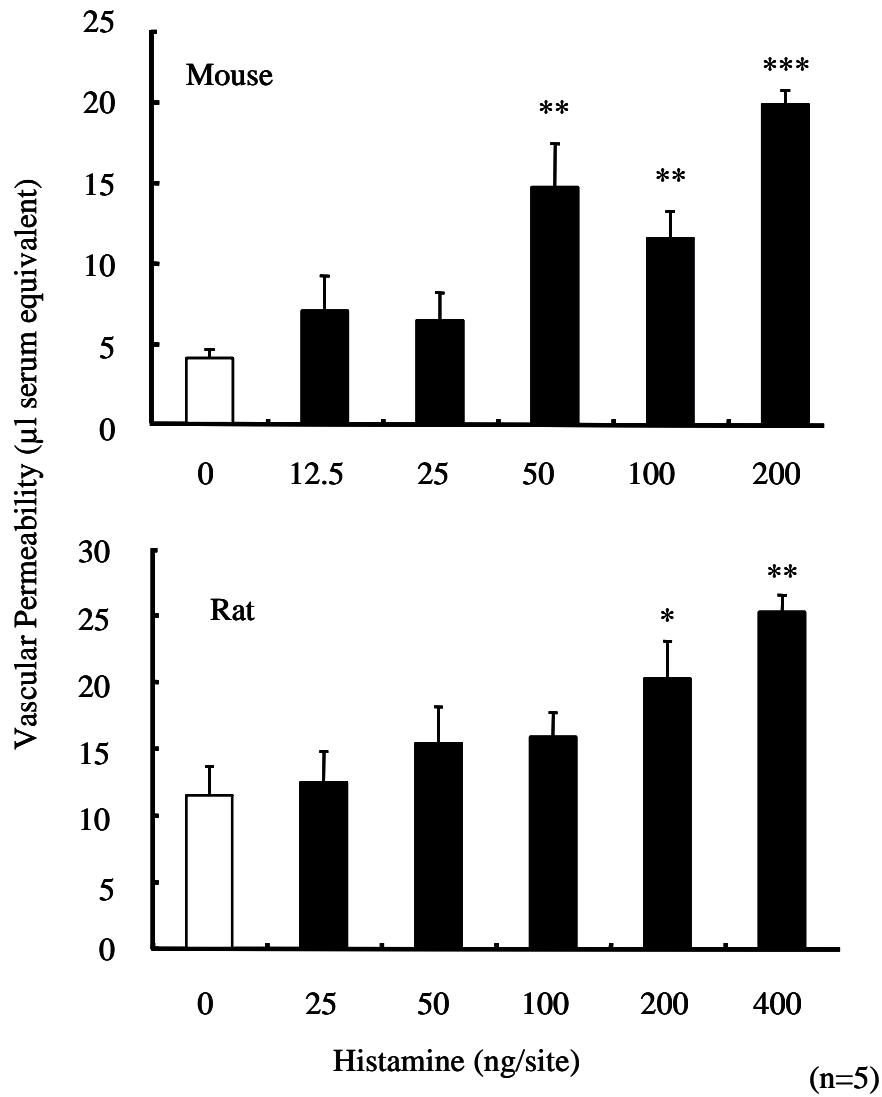 Vascular Permeability (µl serum equivalent)
Mouse
25
20
15
10
5
0
**
**
***
0 12.5 25 50 100 200
Rat
30
25
20
15
10
5
0
*
**
0 25 50 100 200 400
Histamine (ng/site)
(n=5)